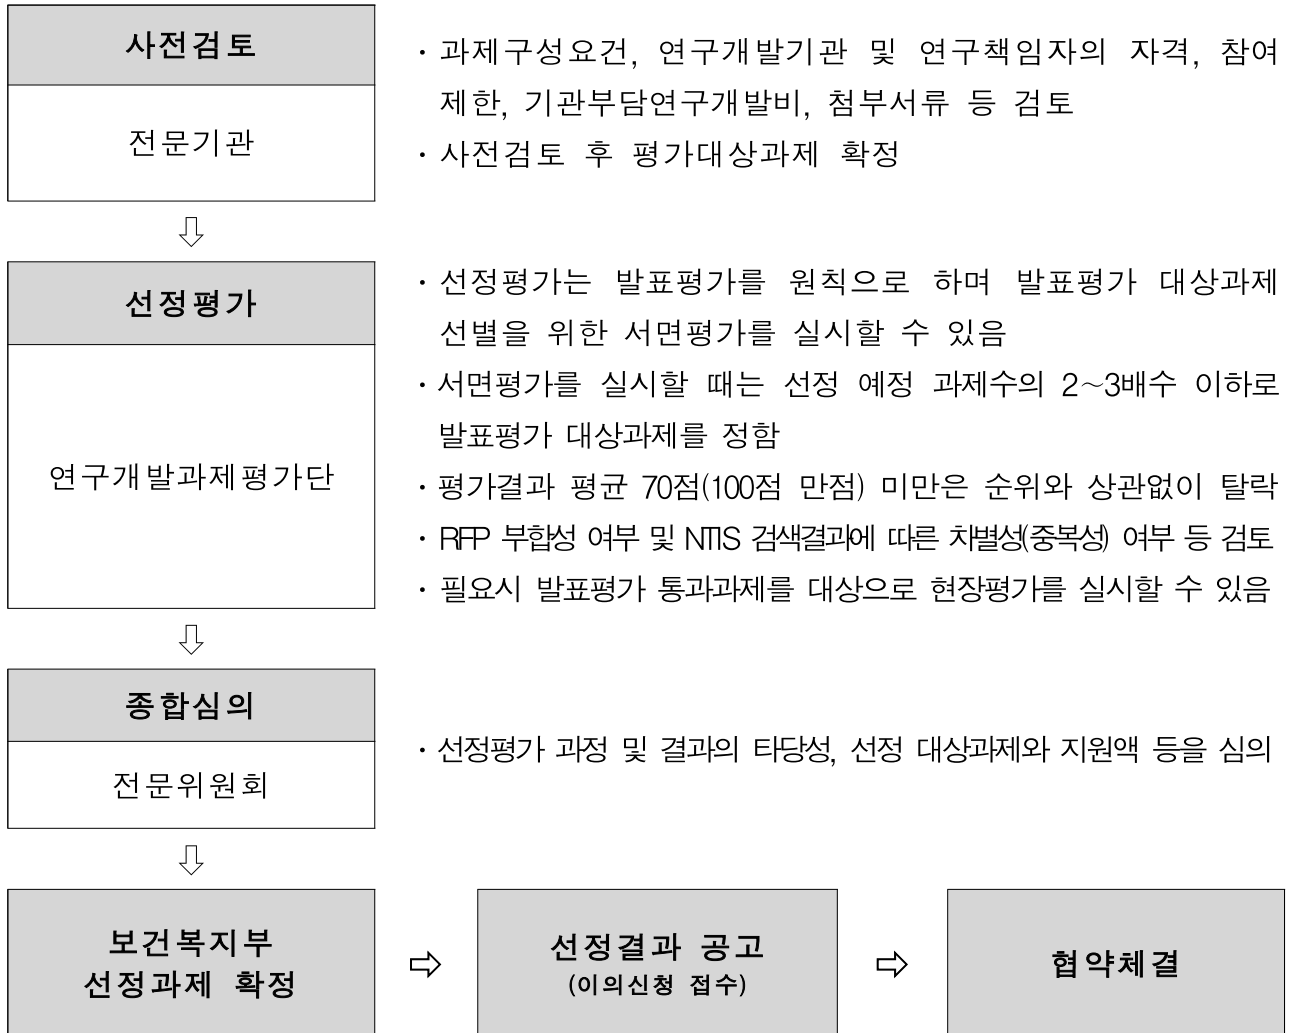 사전검토
전문기관
· 과제구성요건, 연구개발기관 및 연구책임자의 자격, 참여
제한, 기관부담연구개발비, 첨부서류 등 검토
· 사전검토 후 평가대상과제 확정
⇩
선정평가
연구개발과제평가단
· 선정평가는 발표평가를 원칙으로 하며 발표평가 대상과제
선별을 위한 서면평가를 실시할 수 있음
· 서면평가를 실시할 때는 선정 예정 과제수의 2~3배수 이하로
발표평가 대상과제를 정함
· 평가결과 평균 70점(100점 만점) 미만은 순위와 상관없이 탈락
· RFP 부합성 여부 및 NTIS 검색결과에 따른 차별성(중복성) 여부 등 검토
· 필요시 발표평가 통과과제를 대상으로 현장평가를 실시할 수 있음
⇩
종합심의
전문위원회
· 선정평가 과정 및 결과의 타당성, 선정 대상과제와 지원액 등을 심의
⇩
보건복지부
선정과제 확정
⇨
선정결과 공고
(이의신청 접수)
⇨
협약체결